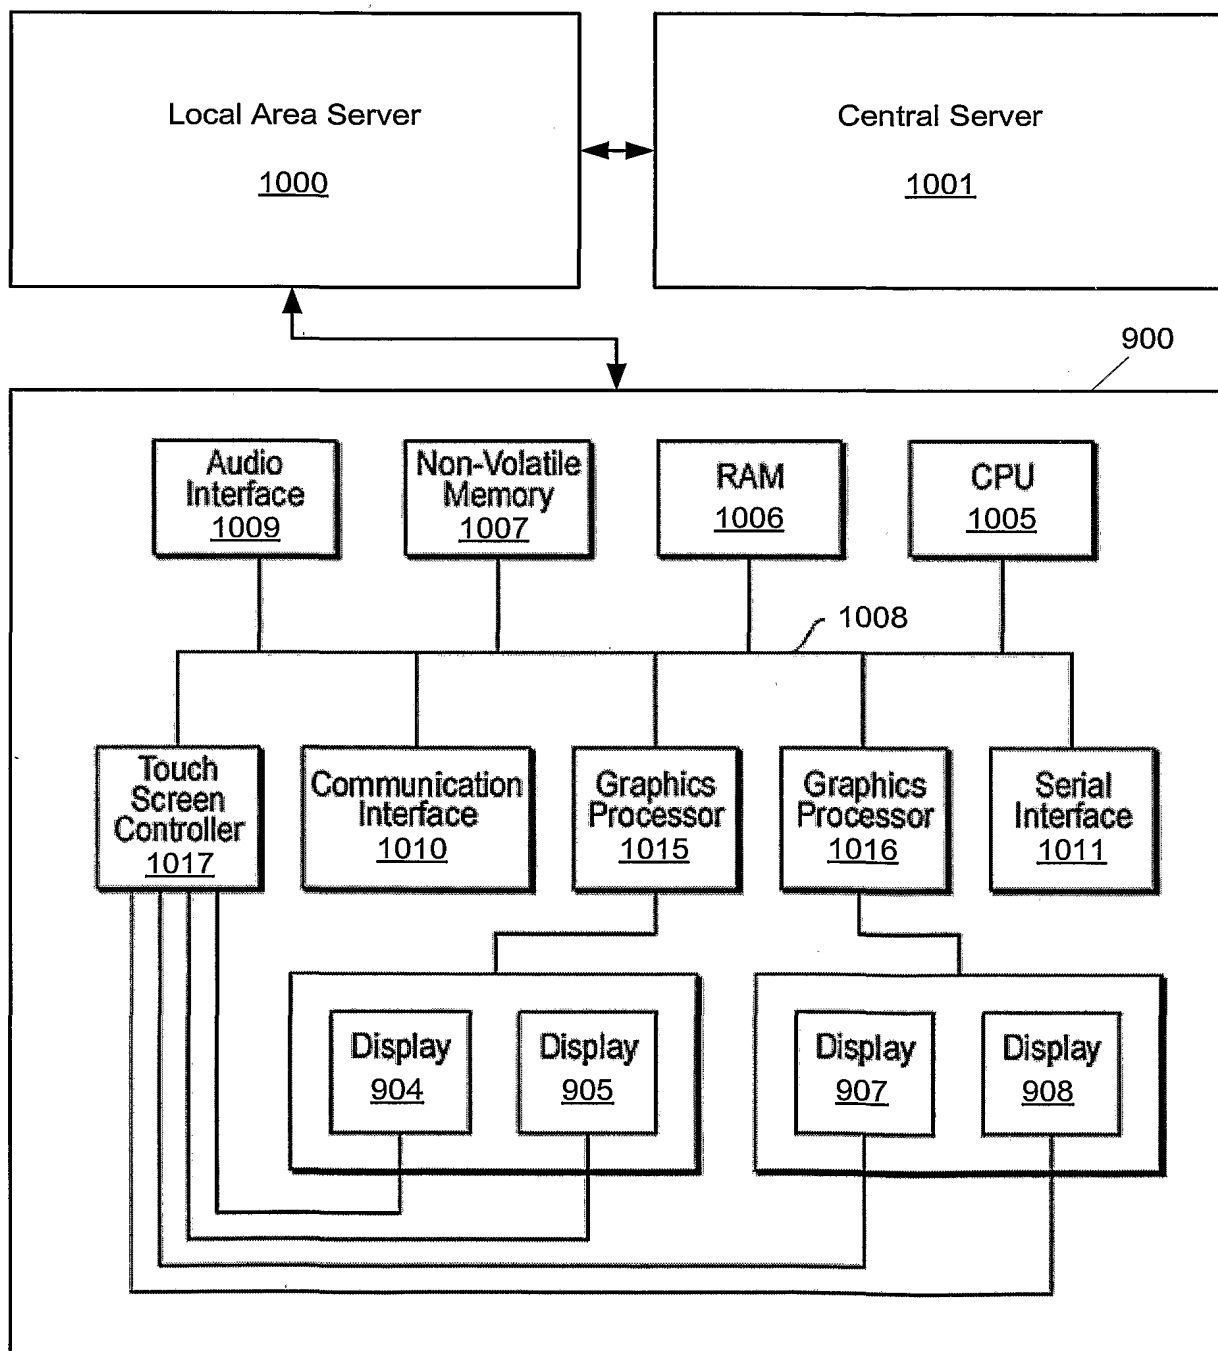 Local Area Server
1000
Central Server
1001
900
Audio
Interface
1009
Non-Volatile
Memory
1007
RAM
1006
CPU
1005
1008
Touch
Screen
Controller
1017
Communication
Interface
1010
Graphics
Processor
1015
Graphics
Processor
1016
Serial
Interface
1011
Display
904
Display
905
Display
907
Display
908